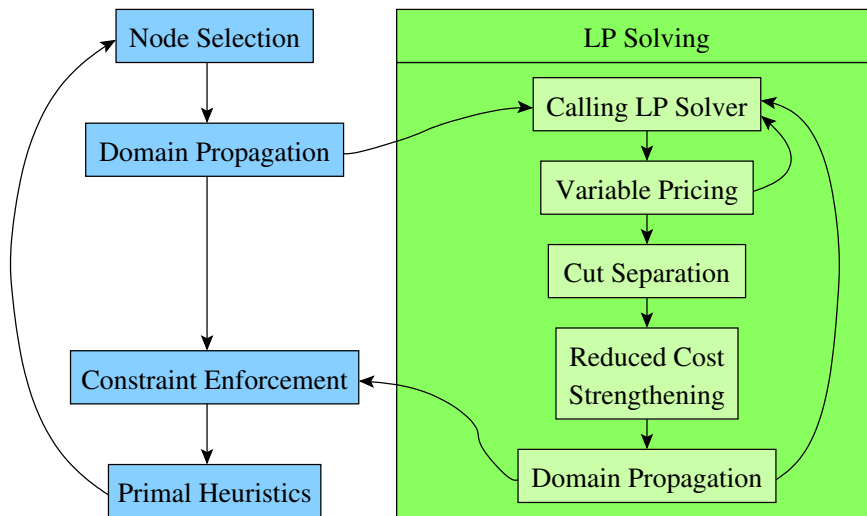 Node Selection
Domain Propagation
Constraint Enforcement
Primal Heuristics
LP Solving
Calling LP Solver
Variable Pricing
Cut Separation
Reduced Cost
Strengthening
Domain Propagation